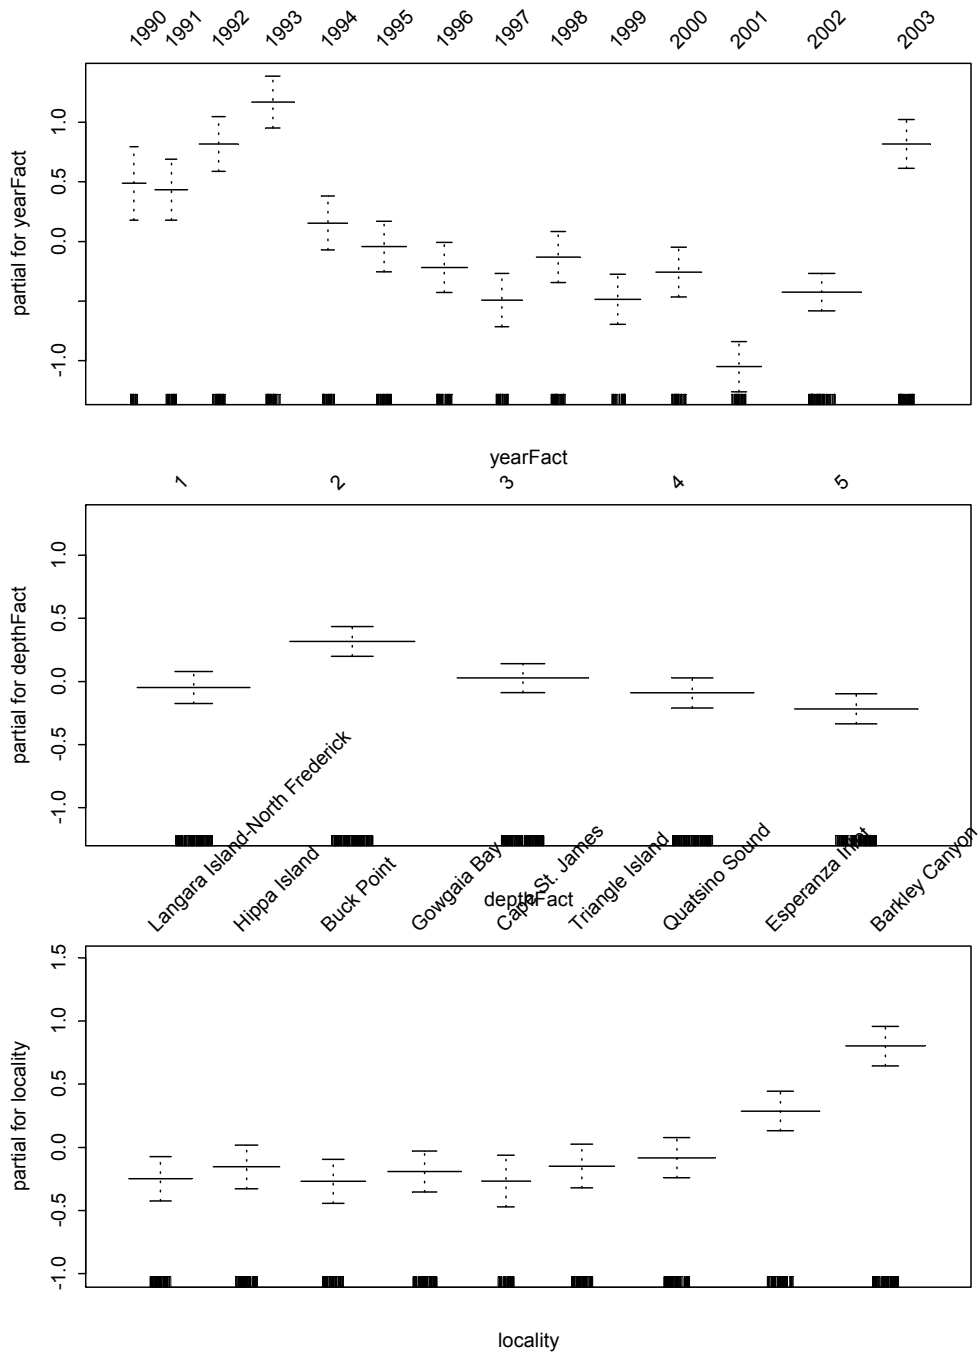 1990 1991 1992 1993 1994 1995 1996 1997 1998 1999 2000 2001 2002 2003
partial for yearFact
1.0
0.5
0.0
-1.0
yearFact
1 2 3 4 5
partial for depthFact
1.0
0.5
0.0
-0.5
-1.0
depthFact
Langara Island-North Frederick
Hippa Island
Buck Point
Gowgaia Bay
Cape St. James
Triangle Island
Quatsino Sound
Esperanza Inlet
Barkley Canyon
partial for locality
1.5
1.0
0.5
0.0
-0.5
-1.0
locality